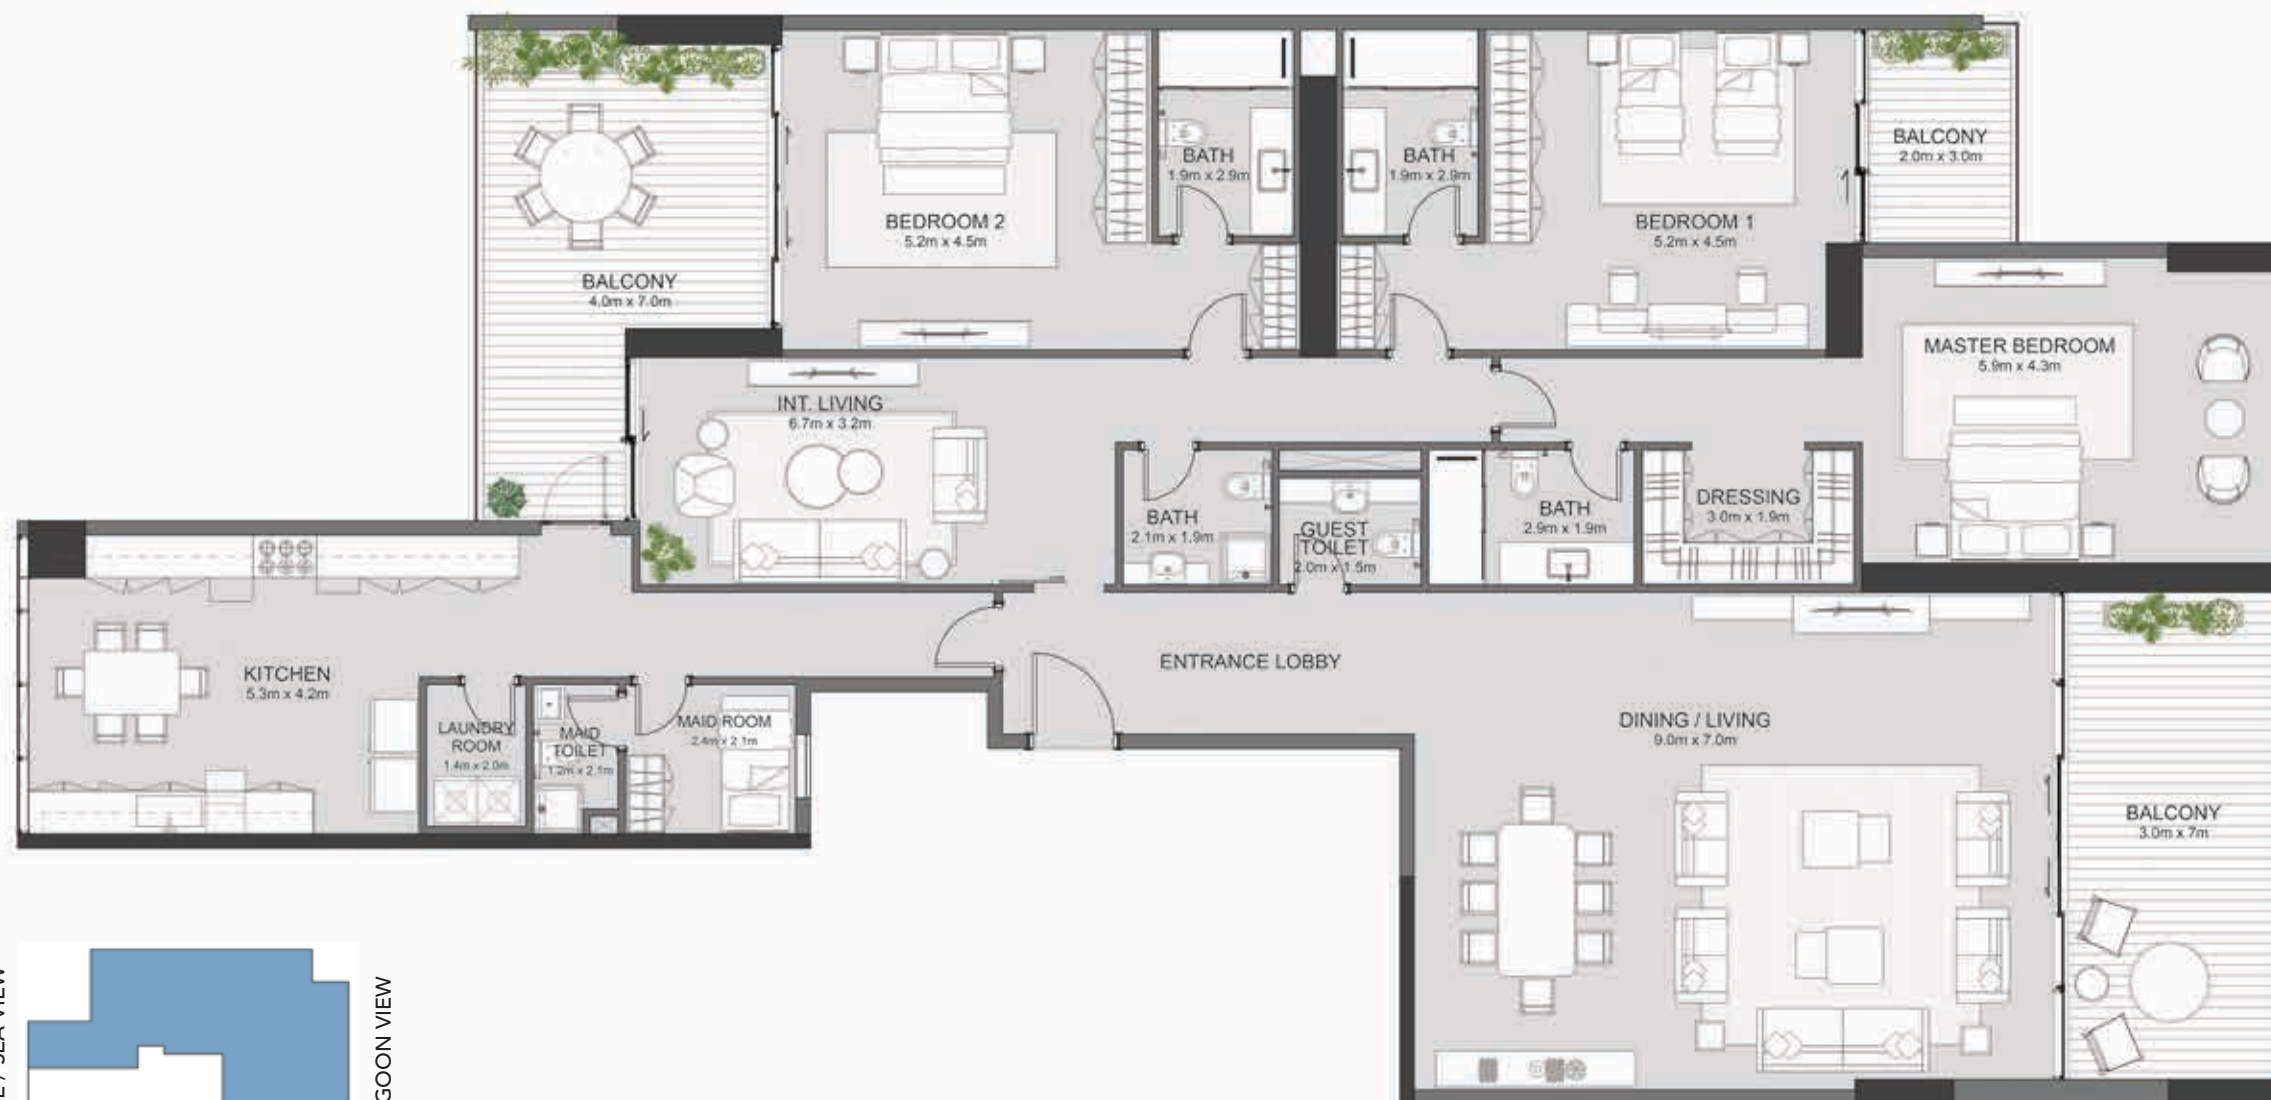 BALCONY
4.0m x 7.0m
BEDROOM 2
5.2m x 4.5m
BATH
1.9m x 2.9m
BATH
1.9m x 2.9m
BEDROOM 1
5.2m x 4.5m
BALCONY
2.0m x 3.0m
MASTER BEDROOM
5.9m x 4.3m
INT. LIVING
6.7m x 3.2m
BATH
2.1m x 1.9m
GUEST
TOILET
2.0m x 1.5m
BATH
2.9m x 1.9m
DRESSING
3.0m x 1.9m
KITCHEN
5.3m x 4.2m
LAUNDRY
ROOM
1.4m x 2.0m
MAID
TOILET
1.2m x 2.1m
MAID ROOM
2.4m x 2.1m
ENTRANCE LOBBY
DINING / LIVING
9.0m x 7.0m
BALCONY
3.0m x 7m
/ SEA VIEW
GOON VIEW